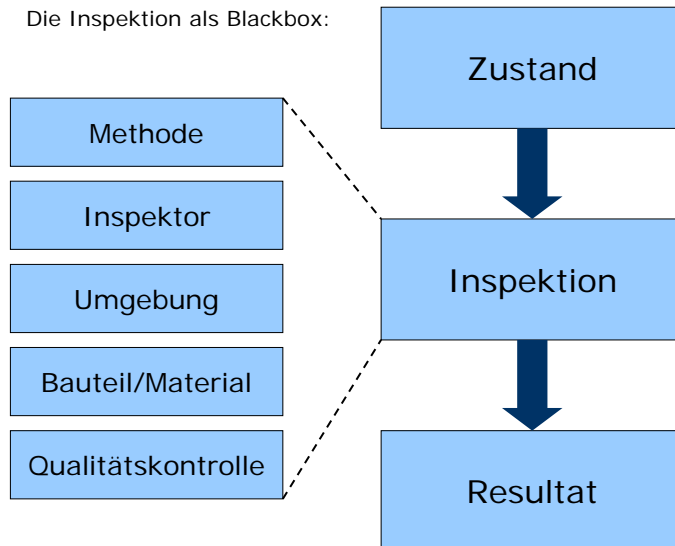 Die Inspektion als Blackbox:
Zustand
Methode
Inspektor
Inspektion
Umgebung
Bauteil/Material
Qualitätskontrolle
Resultat